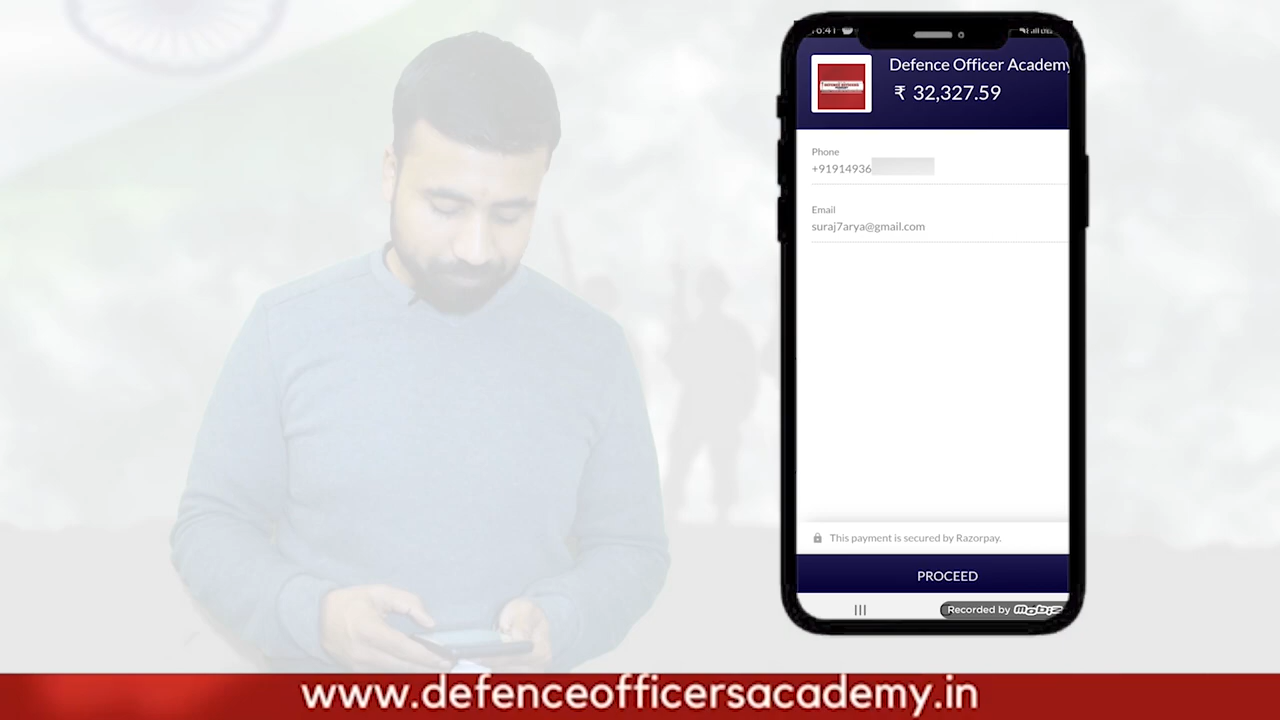 Defence Officer Academy
₹ 32,327.59
Phone
+91914936
Email
suraj7arya@gmail.com
This payment is secured by Razorpay.
PROCEED
Recorded by mobiz
www.defenceofficersacademy.in